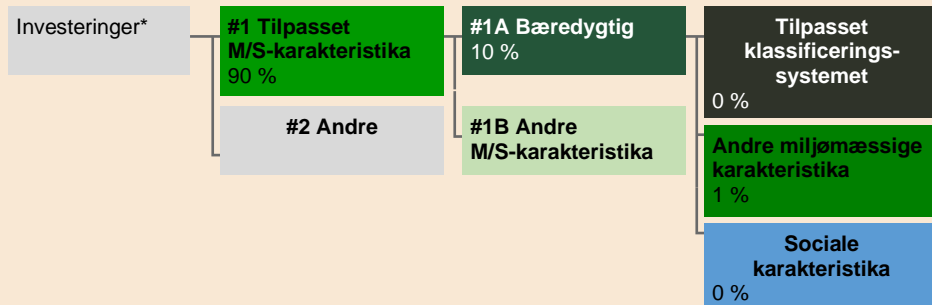 Investeringer*
#1 Tilpasset
M/S-karakteristika
90 %
#2 Andre
#1A Bæredygtig
10 %
#1B Andre
M/S-karakteristika
Tilpasset
klassificerings-
systemet
0 %
Andre miljømæssige
karakteristika
1 %
Sociale
karakteristika
0 %